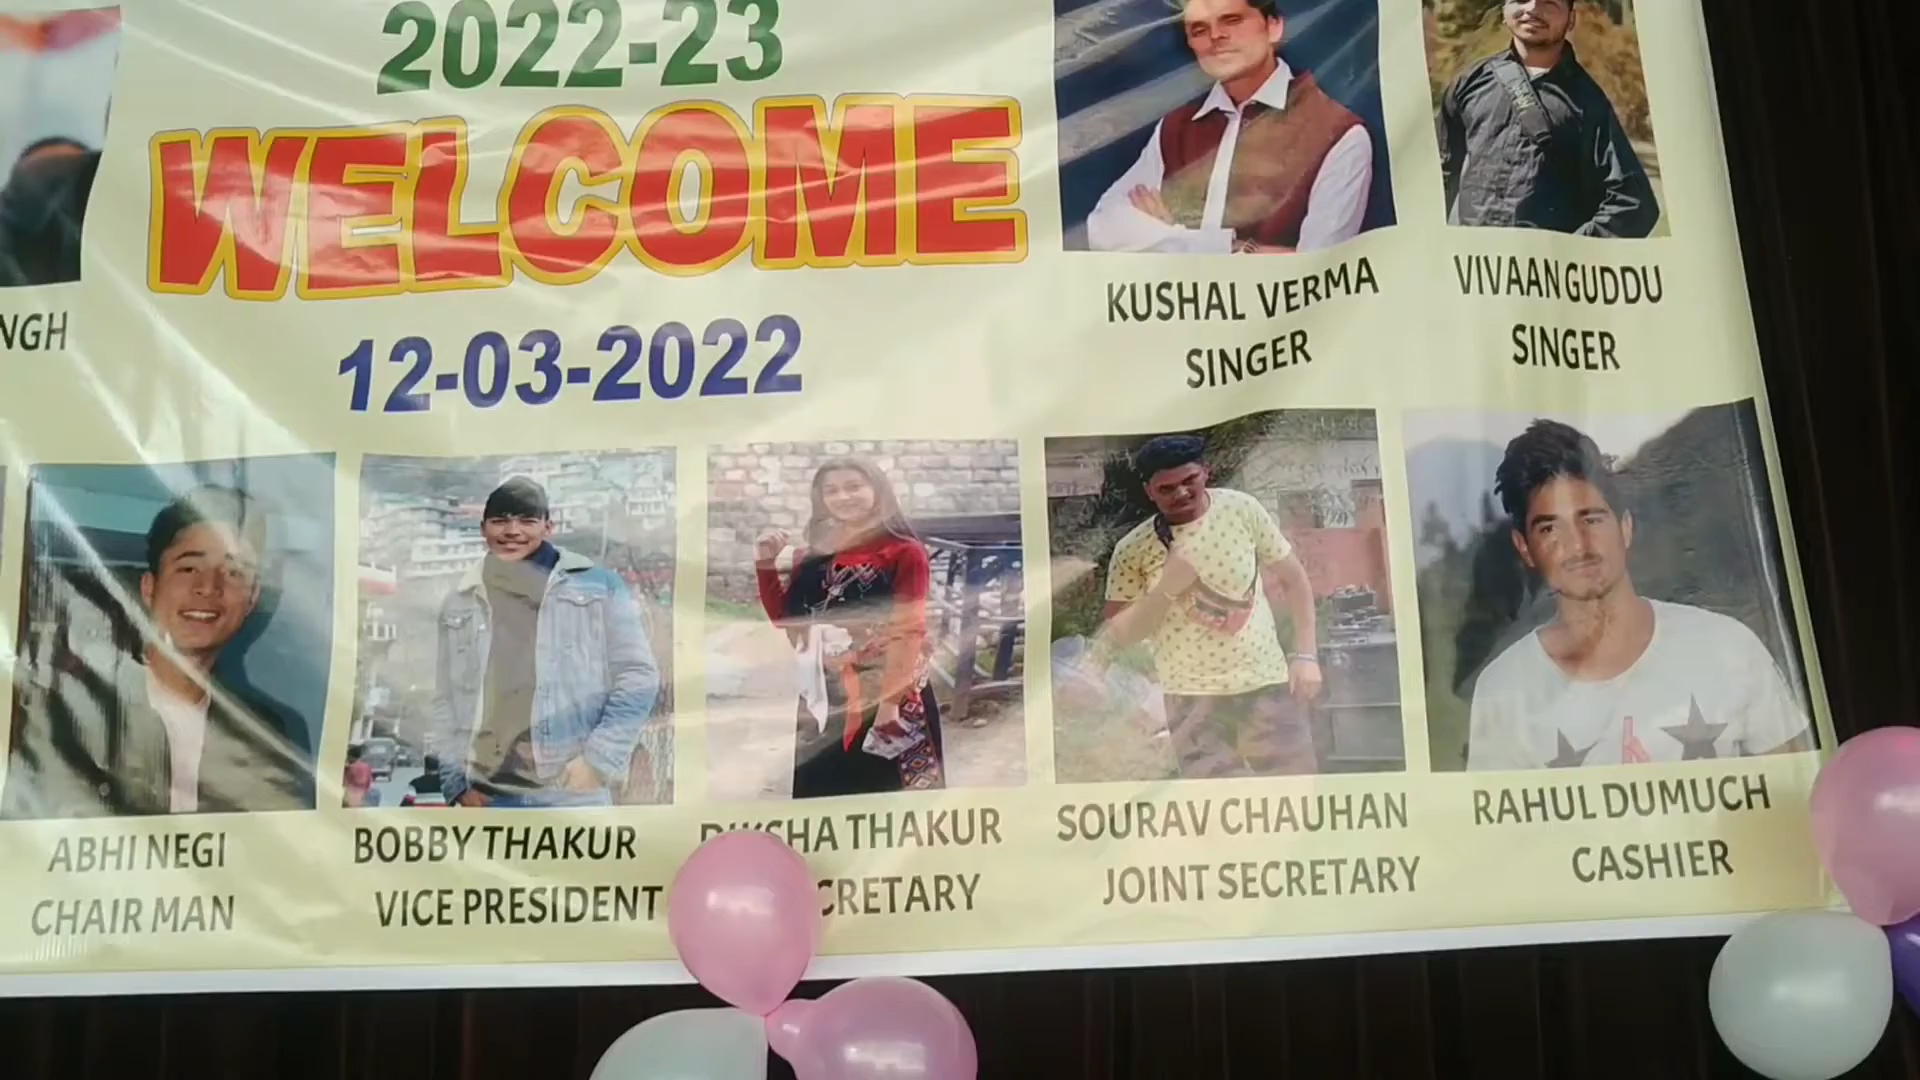 2022-23
WELCOME
12-03-2022
KUSHAL VERMA
SINGER
VIVAAN GUDDU
SINGER
ABHI NEGI
CHAIR MAN
BOBBY THAKUR
VICE PRESIDENT
THAKUR
SOURAV CHAUHAN
JOINT SECRETARY
RAHUL DUMUCH
CASHIER